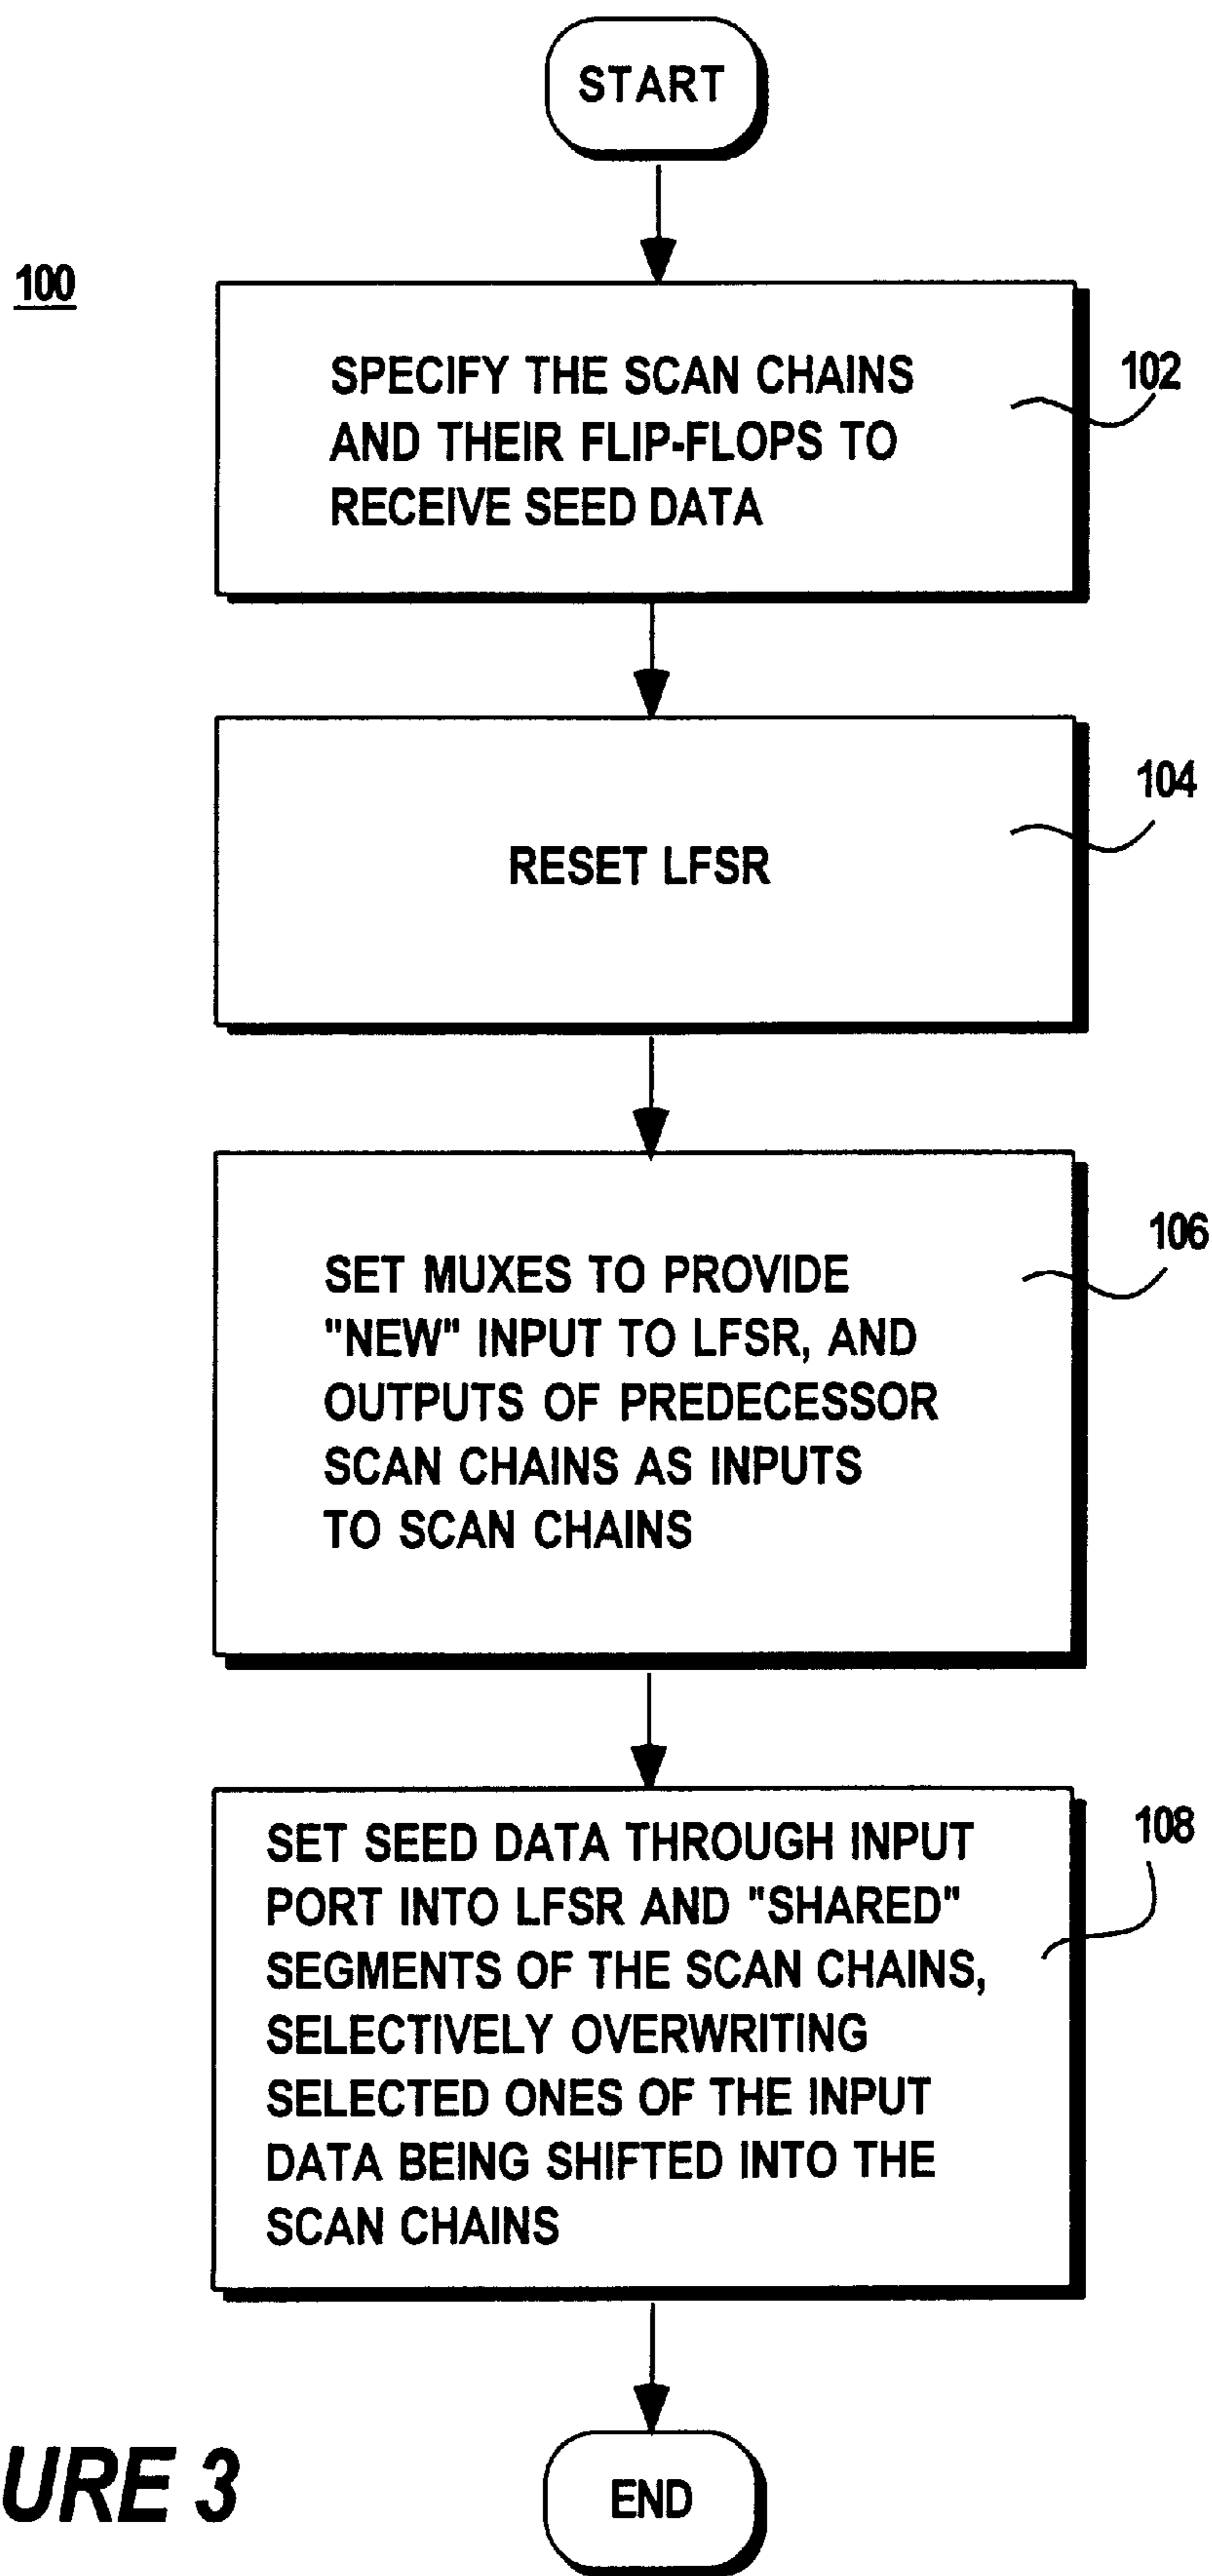 START
100
SPECIFY THE SCAN CHAINS
AND THEIR FLIP-FLOPS TO
RECEIVE SEED DATA
102
RESET LFSR
104
SET MUXES TO PROVIDE
"NEW" INPUT TO LFSR, AND
OUTPUTS OF PREDECESSOR
SCAN CHAINS AS INPUTS
TO SCAN CHAINS
106
SET SEED DATA THROUGH INPUT
PORT INTO LFSR AND "SHARED"
SEGMENTS OF THE SCAN CHAINS,
SELECTIVELY OVERWRITING
SELECTED ONES OF THE INPUT
DATA BEING SHIFTED INTO THE
SCAN CHAINS
108
END
URE 3